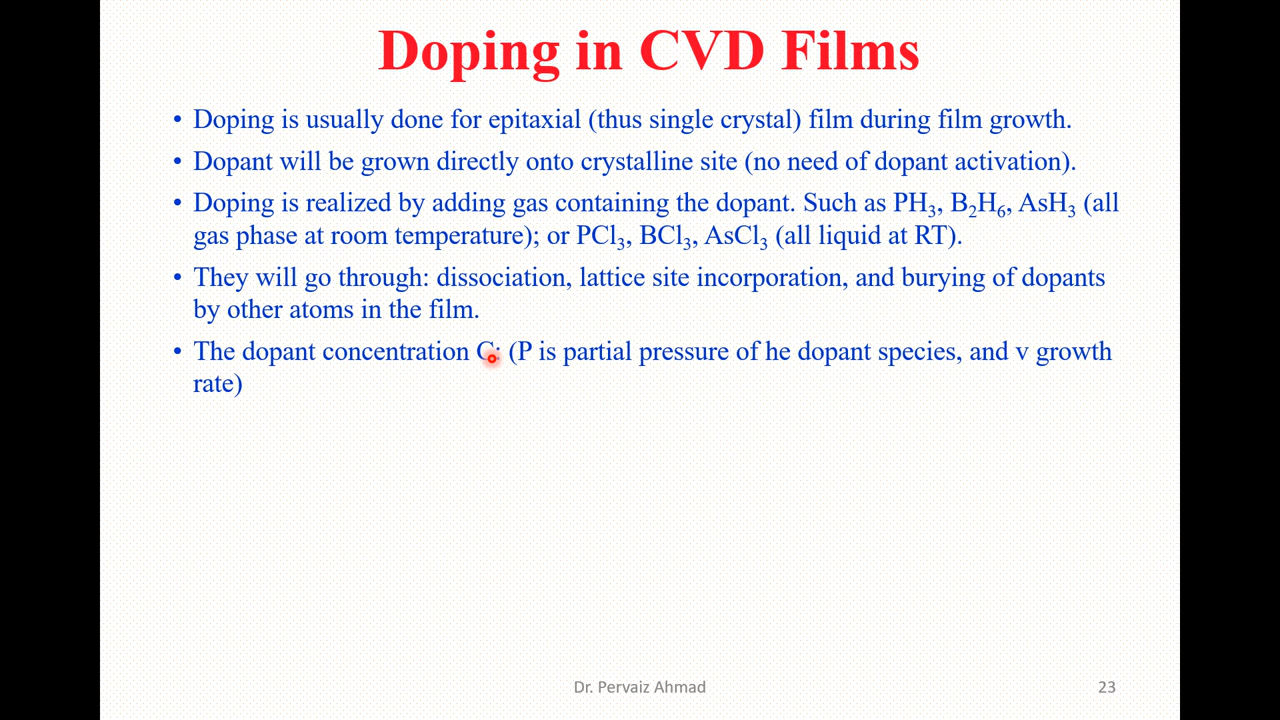 Doping in CVD Films
• Doping is usually done for epitaxial (thus single crystal) film during film growth.
• Dopant will be grown directly onto crystalline site (no need of dopant activation).
• Doping is realized by adding gas containing the dopant. Such as PH₃, B₂H₆, AsH₃ (all
gas phase at room temperature); or PCl₃, BCl₃, AsCl₃ (all liquid at RT).
• They will go through: dissociation, lattice site incorporation, and burying of dopants
by other atoms in the film.
• The dopant concentration C: (P is partial pressure of he dopant species, and v growth
rate)
Dr. Pervaiz Ahmad
23